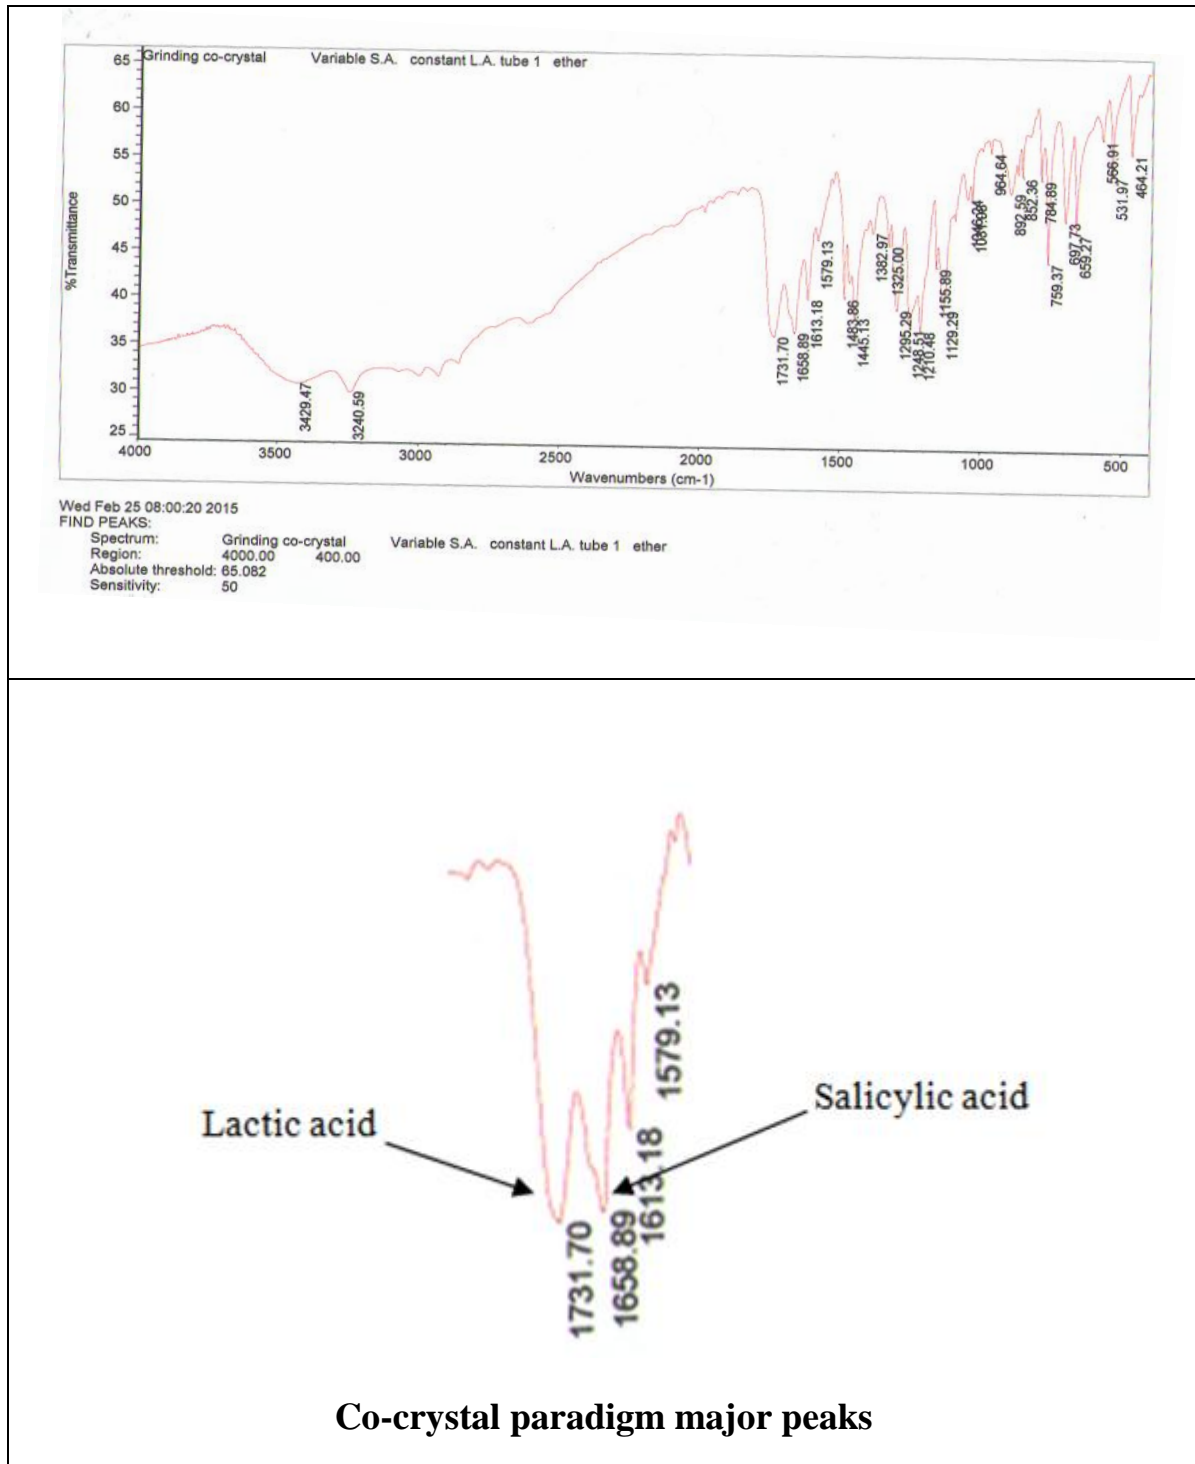 Grinding co-crystal Variable S.A. constant L.A. tube 1 ether
65
60
55
50
45
40
35
30
25
%Transmittance
3429.47
3240.59
1731.70
1658.89
1613.18
1579.13
1483.86
1445.13
1382.97
1325.00
1295.29
1248.51
1210.48
1155.89
1129.29
964.64
892.59
852.36
784.89
759.37
697.73
659.27
566.91
531.97
464.21
4000 3500 3000 2500 2000 1500 1000 500
Wavenumbers (cm-1)
Wed Feb 25 08:00:20 2015
FIND PEAKS:
Spectrum: Grinding co-crystal Variable S.A. constant L.A. tube 1 ether
Region: 4000.00 400.00
Absolute threshold: 65.082
Sensitivity: 50
Lactic acid
Salicylic acid
1731.70
1658.89
1613.18
1579.13
Co-crystal paradigm major peaks